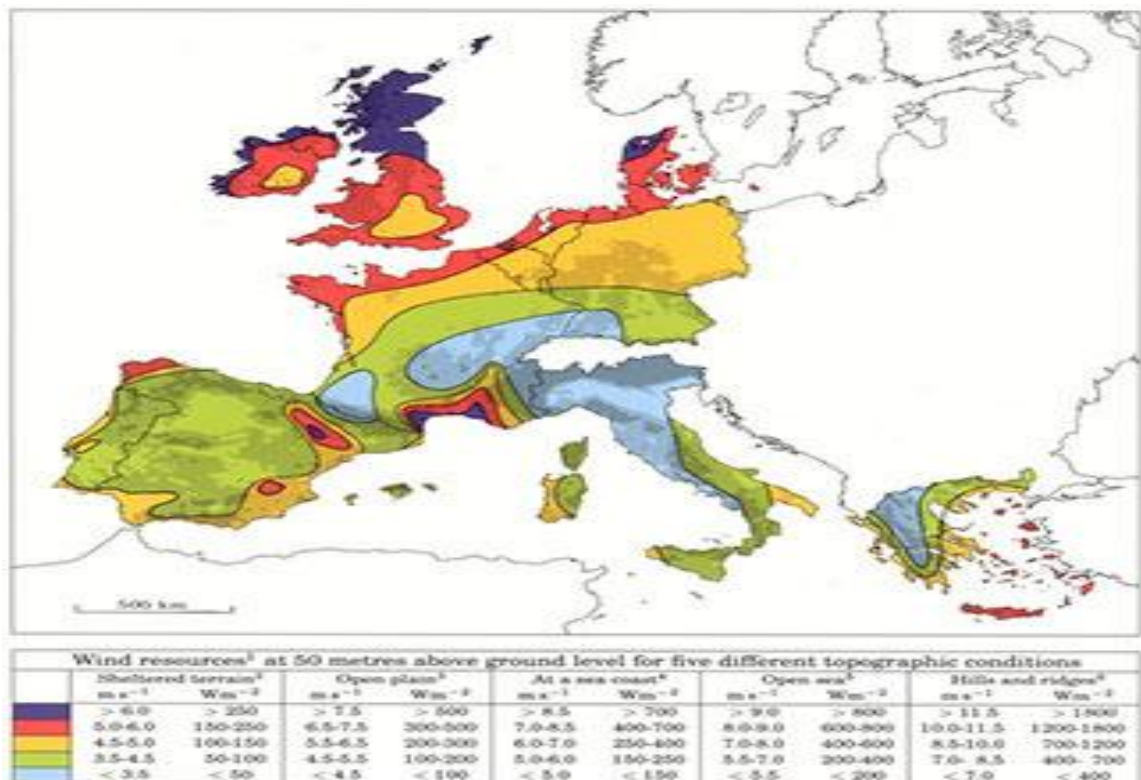 500 km
Wind resources¹ at 50 metres above ground level for five different topographic conditions
Sheltered terrain² Open plain³ At a sea coast⁴ Open sea⁵ Hills and ridges⁶
m s⁻¹ Wm⁻² m s⁻¹ Wm⁻² m s⁻¹ Wm⁻² m s⁻¹ Wm⁻² m s⁻¹ Wm⁻²
> 6.0 > 250 > 7.5 > 500 > 8.5 > 700 > 9.0 > 800 > 11.5 > 1800
5.0-6.0 150-250 6.5-7.5 300-500 7.0-8.5 400-700 8.0-9.0 600-800 10.0-11.5 1200-1800
4.5-5.0 100-150 5.5-6.5 200-300 6.0-7.0 250-400 7.0-8.0 400-600 8.5-10.0 700-1200
3.5-4.5 50-100 4.5-5.5 100-200 5.0-6.0 150-250 5.5-7.0 200-400 7.0- 8.5 400- 700
< 3.5 < 50 < 4.5 < 100 < 5.0 < 150 < 5.5 < 200 < 7.0